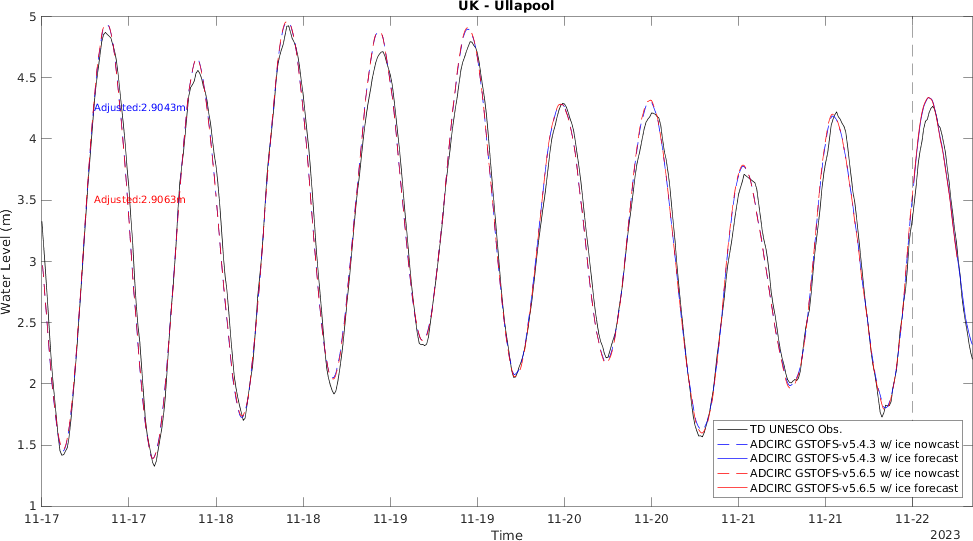 UK - Ullapool
5
4.5
4
3.5
3
2.5
2
1.5
1
Water Level (m)
Adjusted:2.9043m
Adjusted:2.9063m
TD UNESCO Obs.
ADCIRC GSTOFS-v5.4.3 w/ ice nowcast
ADCIRC GSTOFS-v5.4.3 w/ ice forecast
ADCIRC GSTOFS-v5.6.5 w/ ice nowcast
ADCIRC GSTOFS-v5.6.5 w/ ice forecast
11-17 11-17 11-18 11-18 11-19 11-19 11-20 11-20 11-21 11-21 11-22
Time
2023